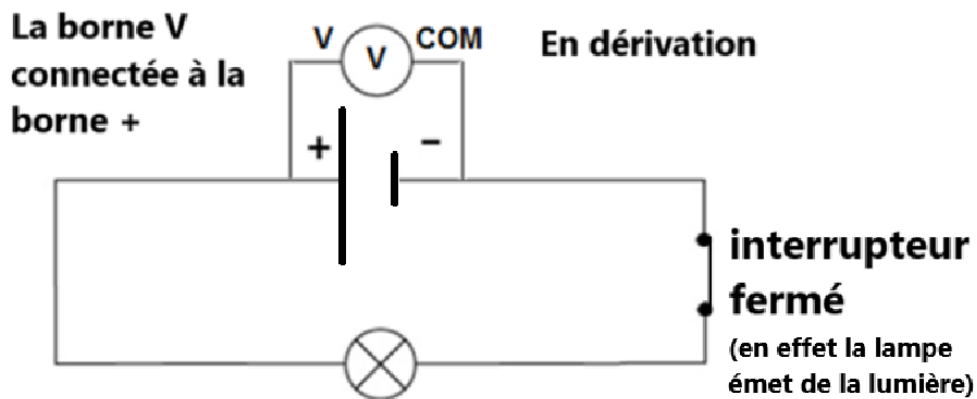 La borne V
connectée à la
borne +
V
COM
V
En dérivation
+
−
interrupteur
fermé
(en effet la lampe
émet de la lumière)